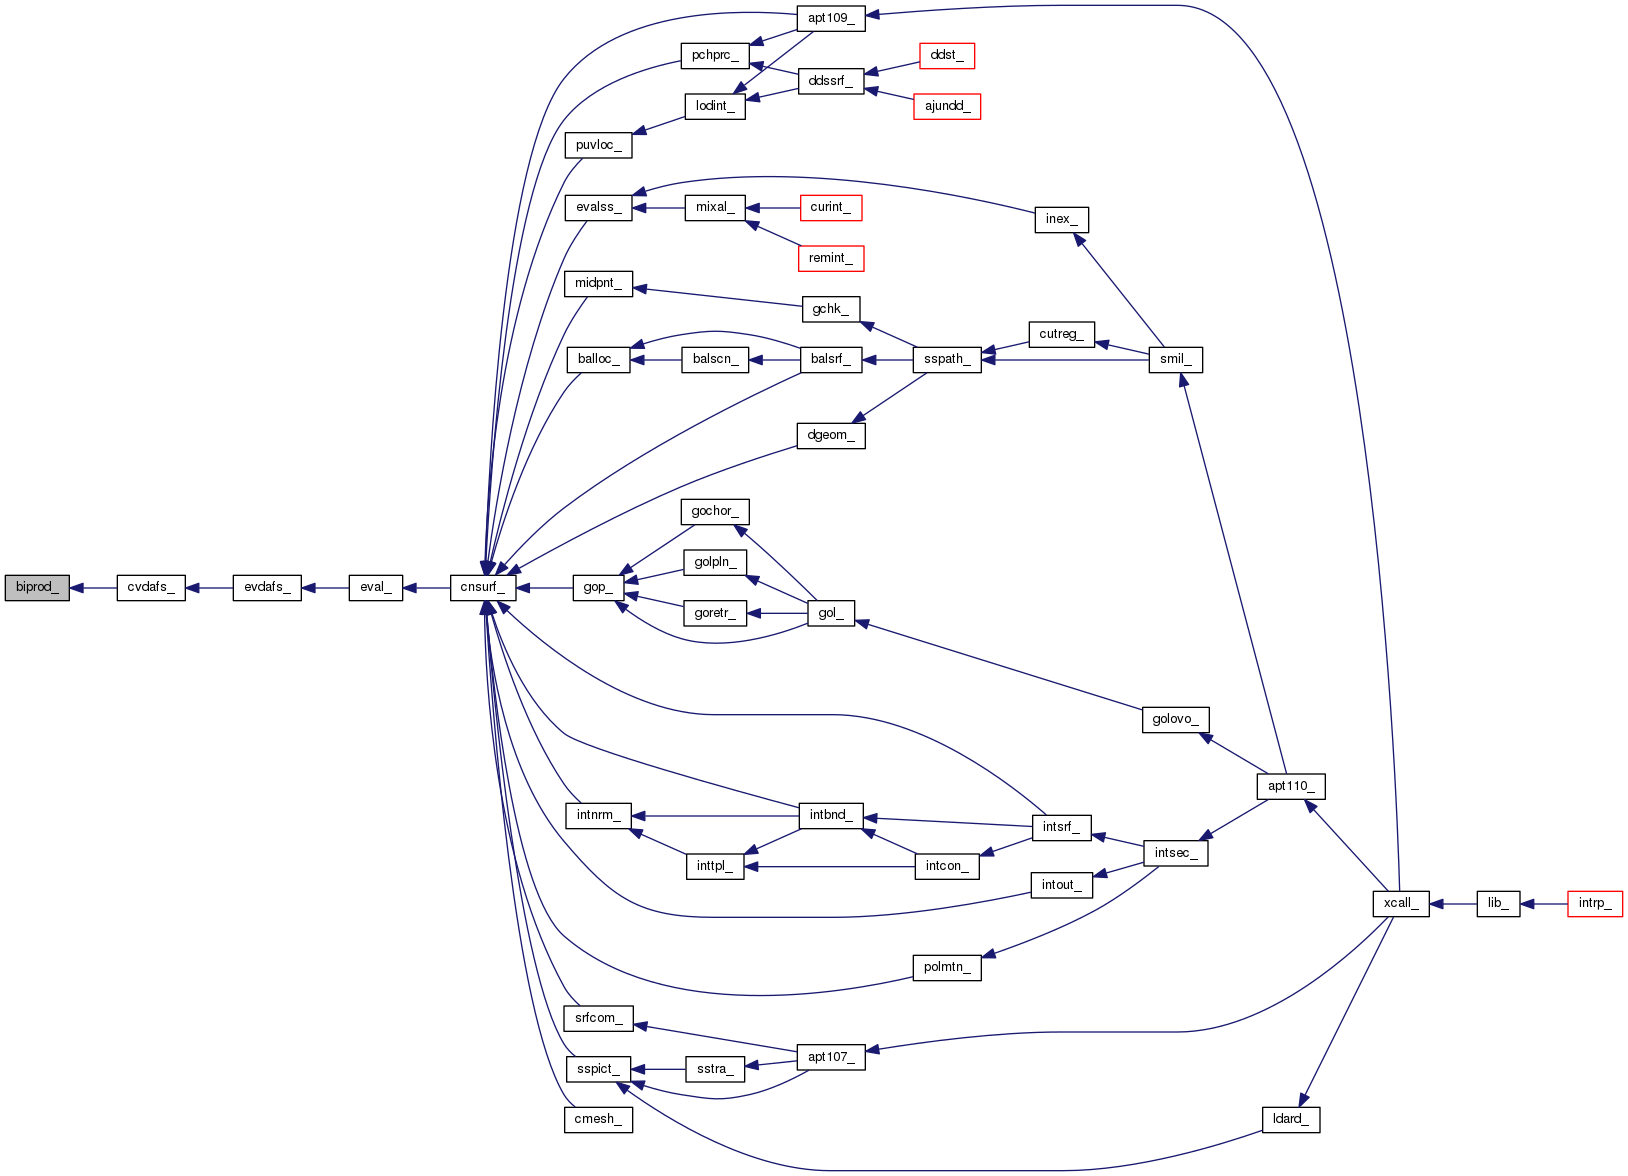 apt109_
pchprc_
ddst_
ddssrf_
lodint_
ajundd_
puvloc_
evalss_
mixal_
curint_
inex_
remint_
midpnt_
gchk_
cutreg_
balloc_
balscn_
balsrf_
sspath_
smil_
dgeom_
gochor_
golpln_
biprod_
cvdafs_
evdafs_
eval_
cnsurf_
gop_
goretr_
gol_
golovo_
apt110_
intnrm_
intbnd_
intsrf_
inttpl_
intcon_
intsec_
intout_
xcall_
lib_
intrp_
polmtn_
srfcom_
apt107_
sspict_
sstra_
cmesh_
ldard_